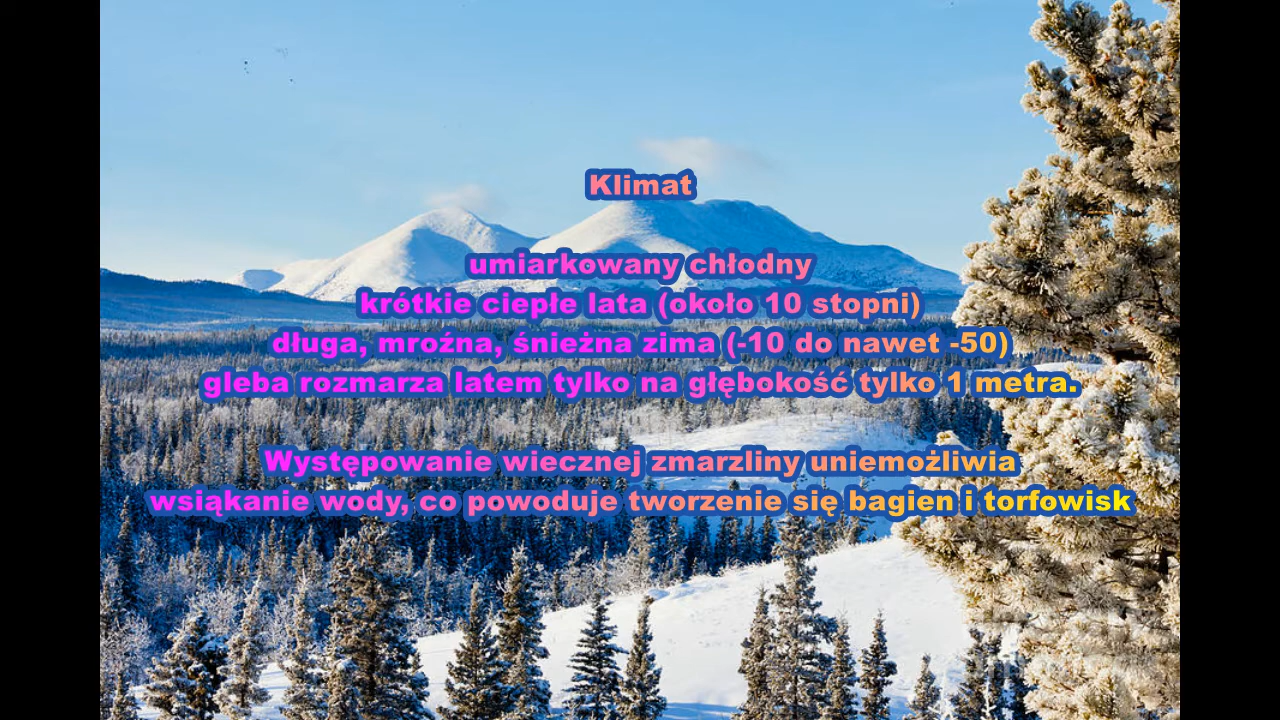 Klimat
umiarkowany chłodny
krótkie ciepłe lata (około 10 stopni)
długa, mroźna, śnieżna zima (-10 do nawet -50)
gleba rozmarza latem tylko na głębokość tylko 1 metra.
Występowanie wiecznej zmarzliny uniemożliwia
wsiąkanie wody, co powoduje tworzenie się bagien i torfowisk